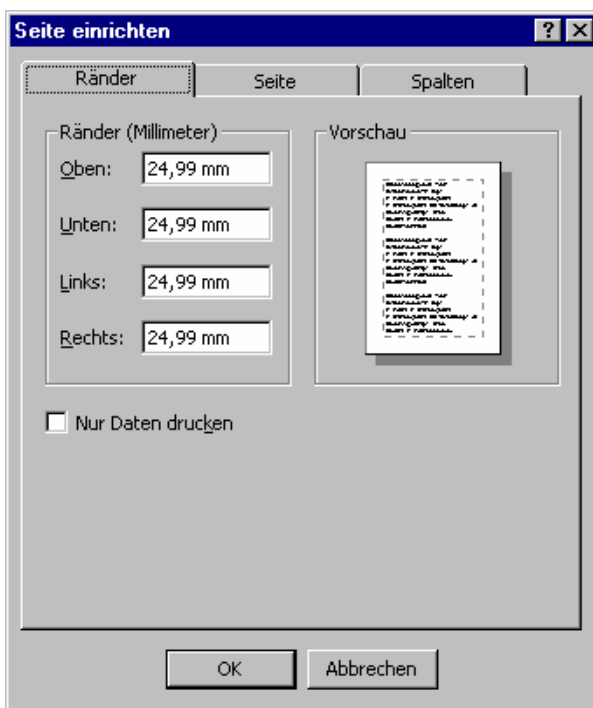 Seite einrichten
Ränder Seite Spalten
Ränder (Millimeter)
Oben: 24,99 mm
Unten: 24,99 mm
Links: 24,99 mm
Rechts: 24,99 mm
Vorschau
Nur Daten drucken
OK Abbrechen